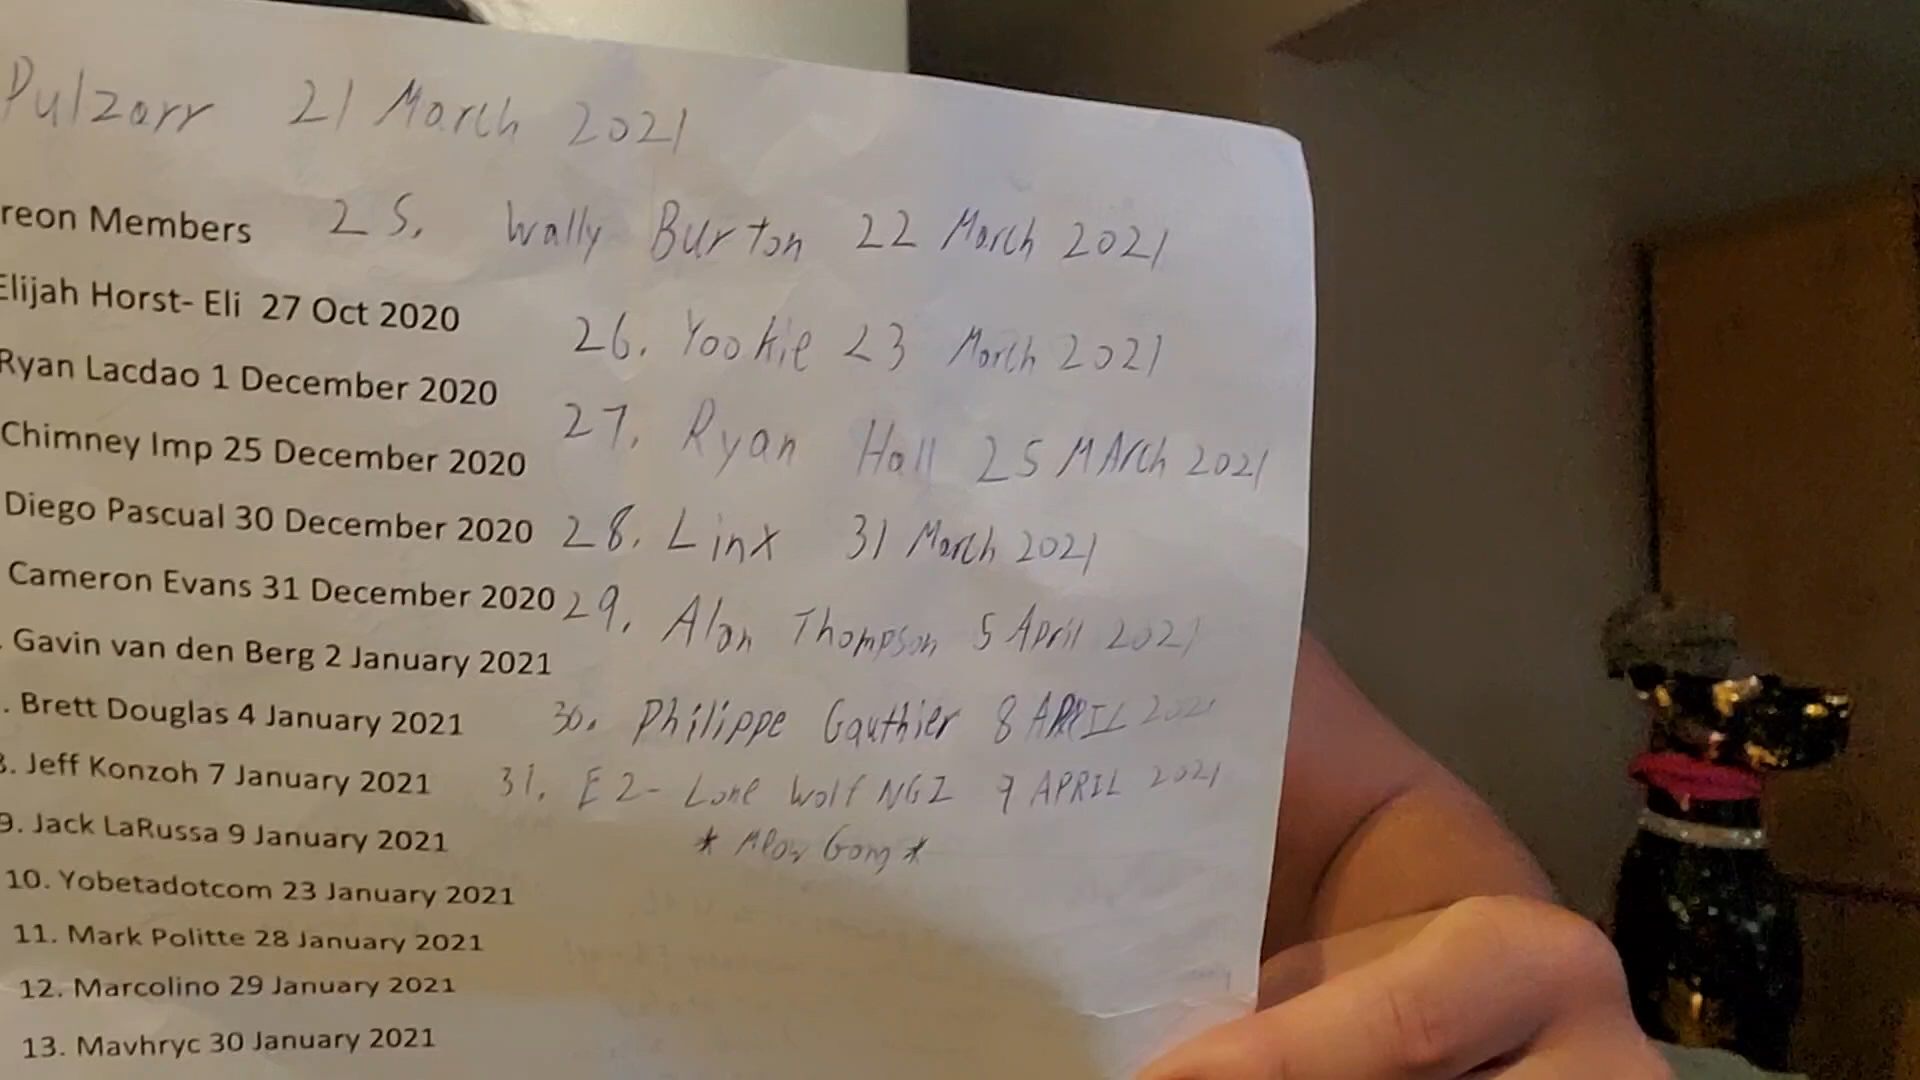 Pulzarr 21 March 2021
reon Members
Elijah Horst- Eli 27 Oct 2020
Ryan Lacdao 1 December 2020
Chimney Imp 25 December 2020
Diego Pascual 30 December 2020
Cameron Evans 31 December 2020
. Gavin van den Berg 2 January 2021
. Brett Douglas 4 January 2021
8. Jeff Konzoh 7 January 2021
9. Jack LaRussa 9 January 2021
10. Yobetadotcom 23 January 2021
11. Mark Politte 28 January 2021
12. Marcolino 29 January 2021
13. Mavhryc 30 January 2021
25. Wally Burton 22 March 2021
26. Yookie 23 March 2021
27. Ryan Hall 25 MArch 2021
28. Linx 31 March 2021
29. Alan Thompson 5 April 2021
30. Philippe Gauthier 8 APRIL 2021
31. E2- Lone Wolf NGZ 9 APRIL 2021
* Gang *